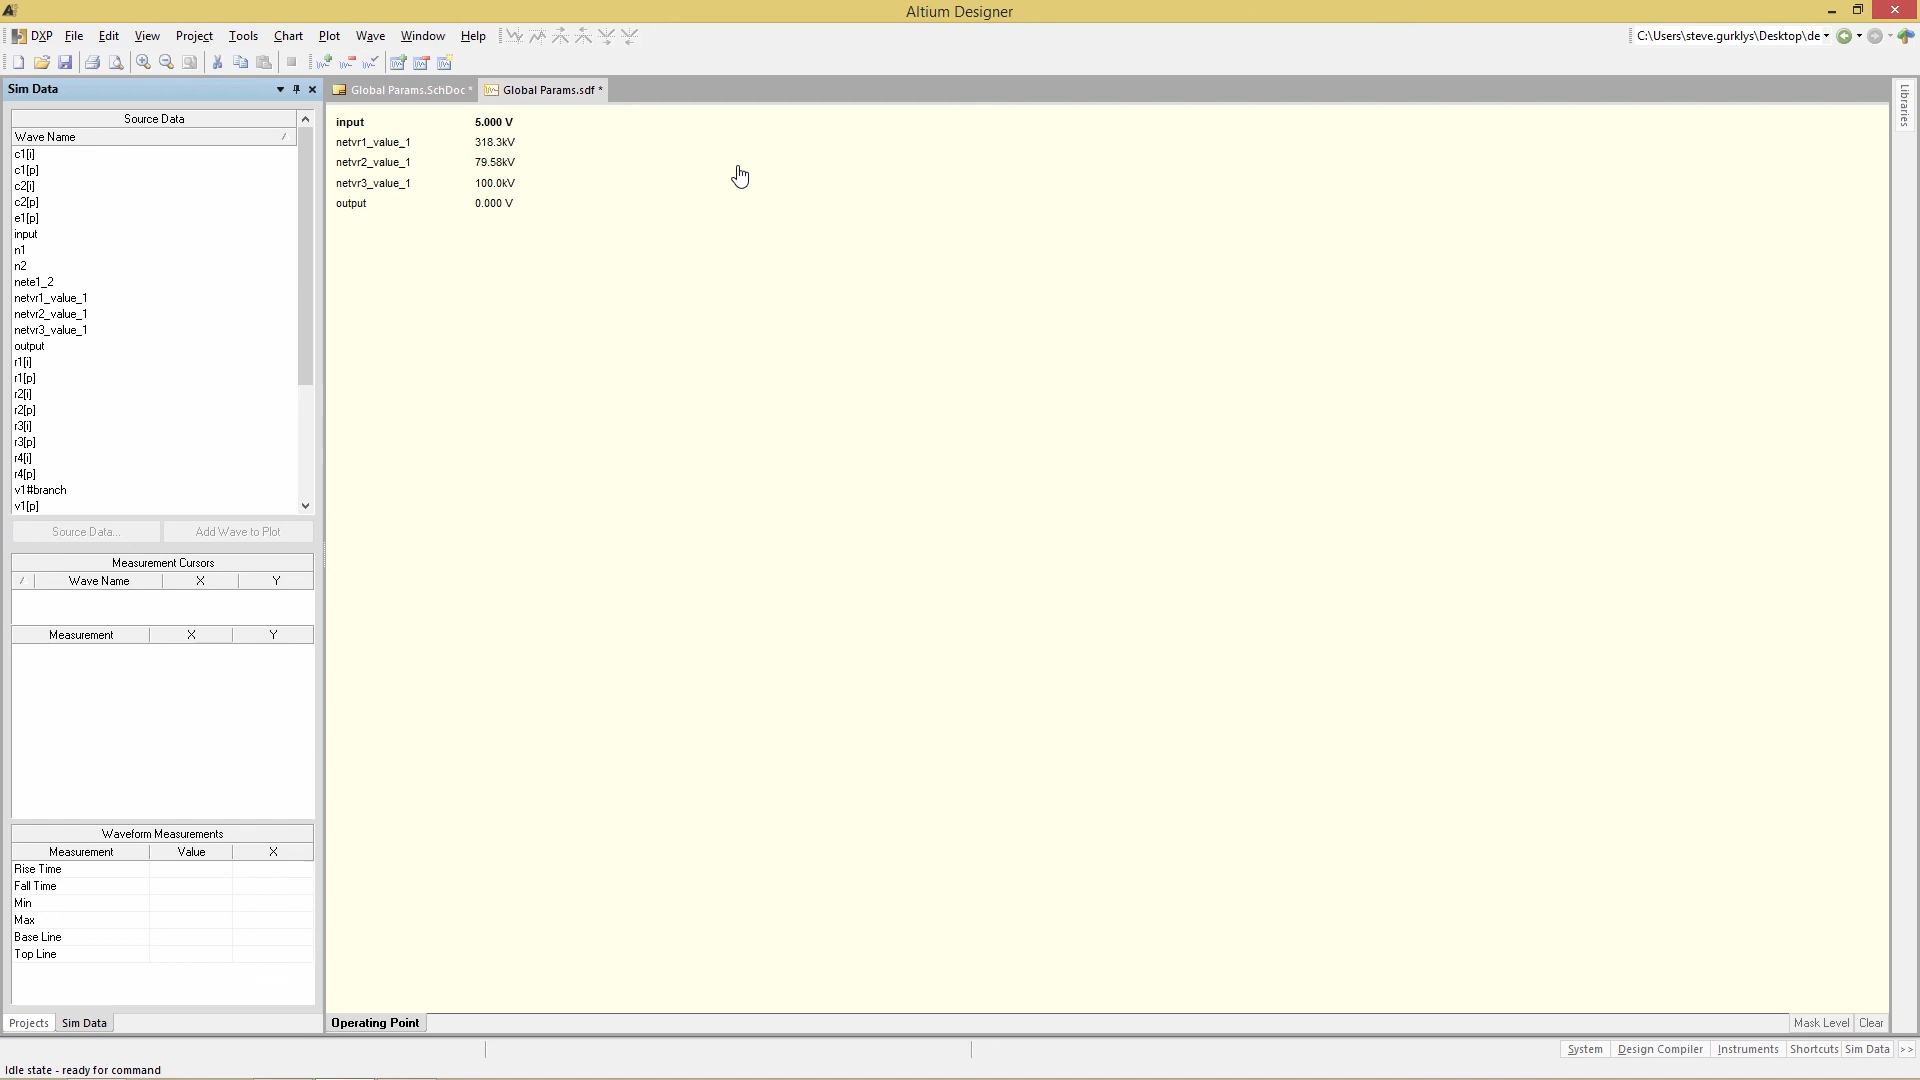 Altium Designer
DXP File Edit View Project Tools Chart Plot Wave Window Help
C:\Users\steve.gurklys\Desktop\de
Sim Data
Global Params.SchDoc *
Global Params.sdf *
Libraries
Source Data
Wave Name
c1[i]
c1[p]
c2[i]
c2[p]
e1[p]
input
n1
n2
nete1_2
netvr1_value_1
netvr2_value_1
netvr3_value_1
output
r1[i]
r1[p]
r2[i]
r2[p]
r3[i]
r3[p]
r4[i]
r4[p]
v1#branch
v1[p]
Source Data... Add Wave to Plot
Measurement Cursors
Wave Name X Y
Measurement X Y
Waveform Measurements
Measurement Value X
Rise Time
Fall Time
Min
Max
Base Line
Top Line
Projects Sim Data
input 5.000 V
netvr1_value_1 318.3kV
netvr2_value_1 79.58kV
netvr3_value_1 100.0kV
output 0.000 V
Operating Point
Mask Level Clear
System Design Compiler Instruments Shortcuts Sim Data >>
Idle state - ready for command